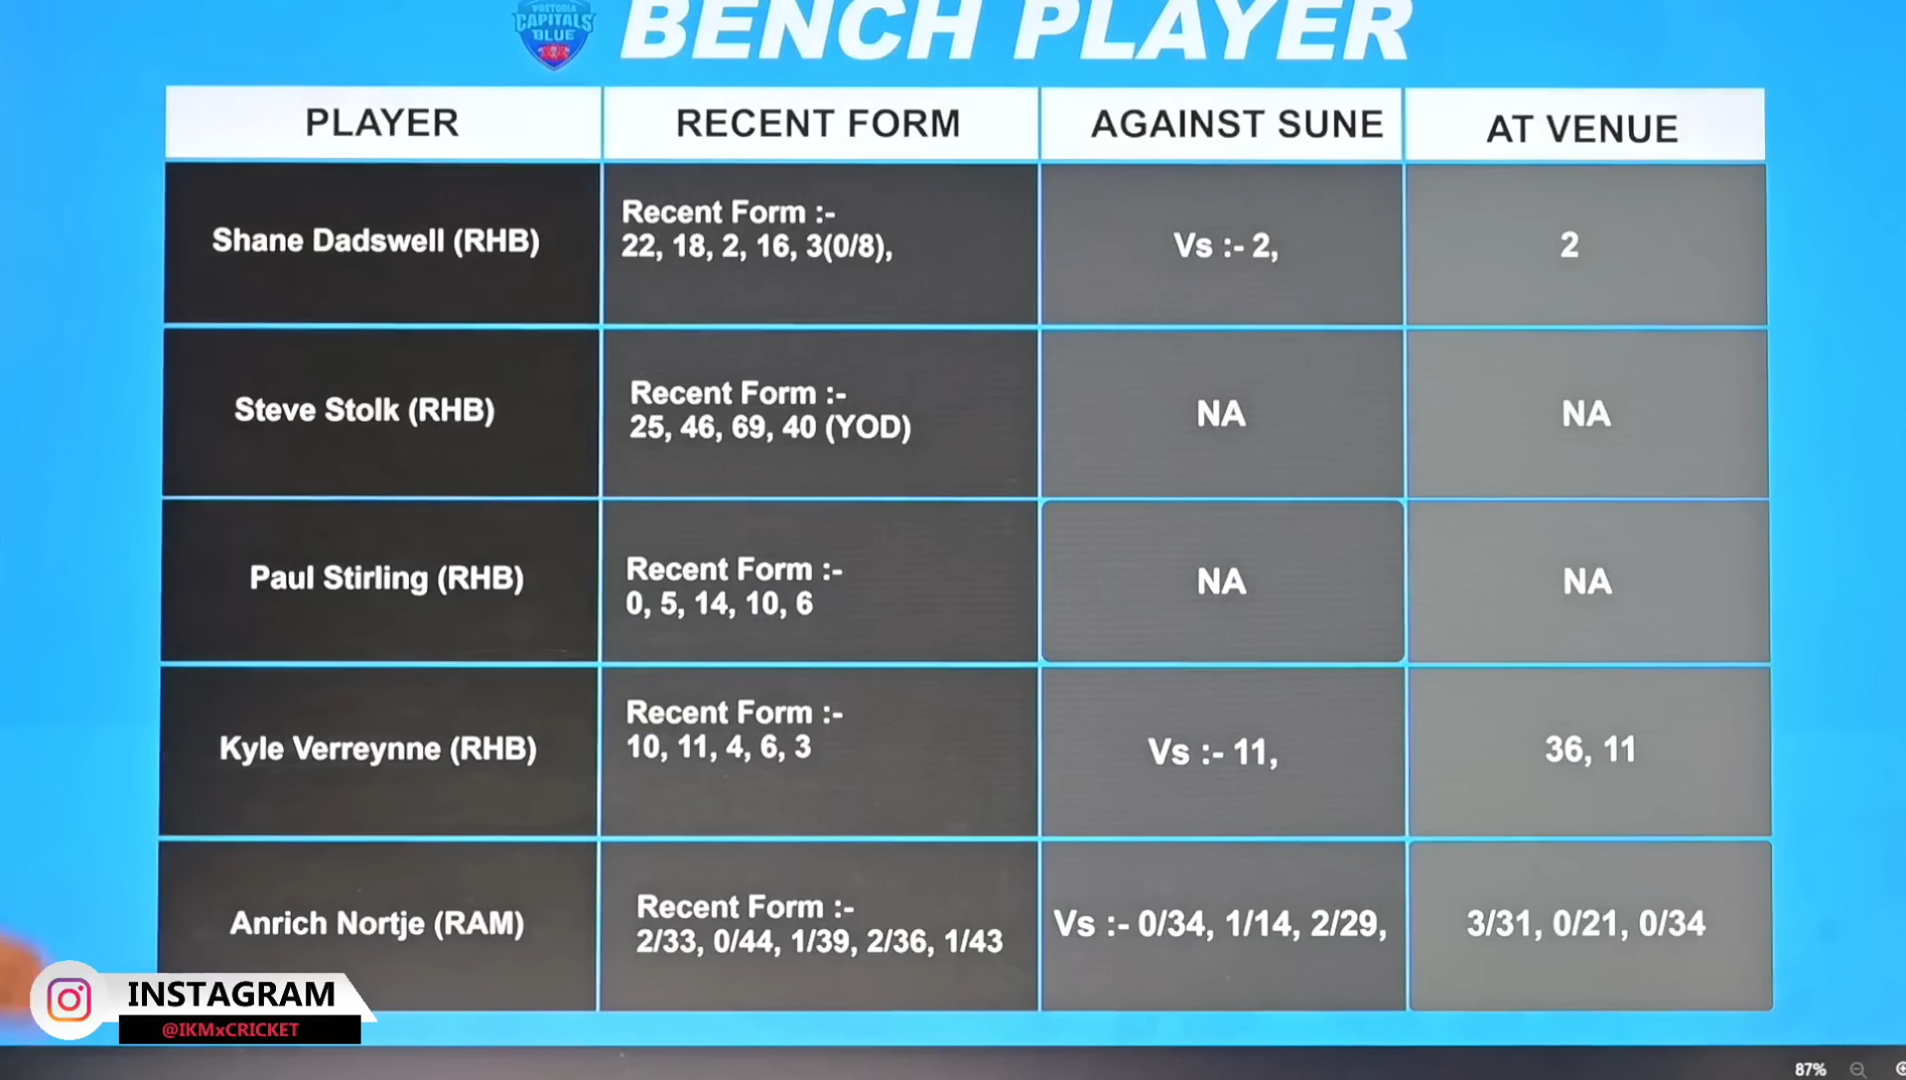 PRETORIA
CAPITALS
BLUE
BENCH PLAYER
PLAYER
RECENT FORM
AGAINST SUNE
AT VENUE
Shane Dadswell (RHB)
Recent Form :-
22, 18, 2, 16, 3(0/8),
Vs :- 2,
2
Steve Stolk (RHB)
Recent Form :-
25, 46, 69, 40 (YOD)
NA
NA
Paul Stirling (RHB)
Recent Form :-
0, 5, 14, 10, 6
NA
NA
Kyle Verreynne (RHB)
Recent Form :-
10, 11, 4, 6, 3
Vs :- 11,
36, 11
Anrich Nortje (RAM)
Recent Form :-
2/33, 0/44, 1/39, 2/36, 1/43
Vs :- 0/34, 1/14, 2/29,
3/31, 0/21, 0/34
INSTAGRAM
@IKMxCRICKET
87%